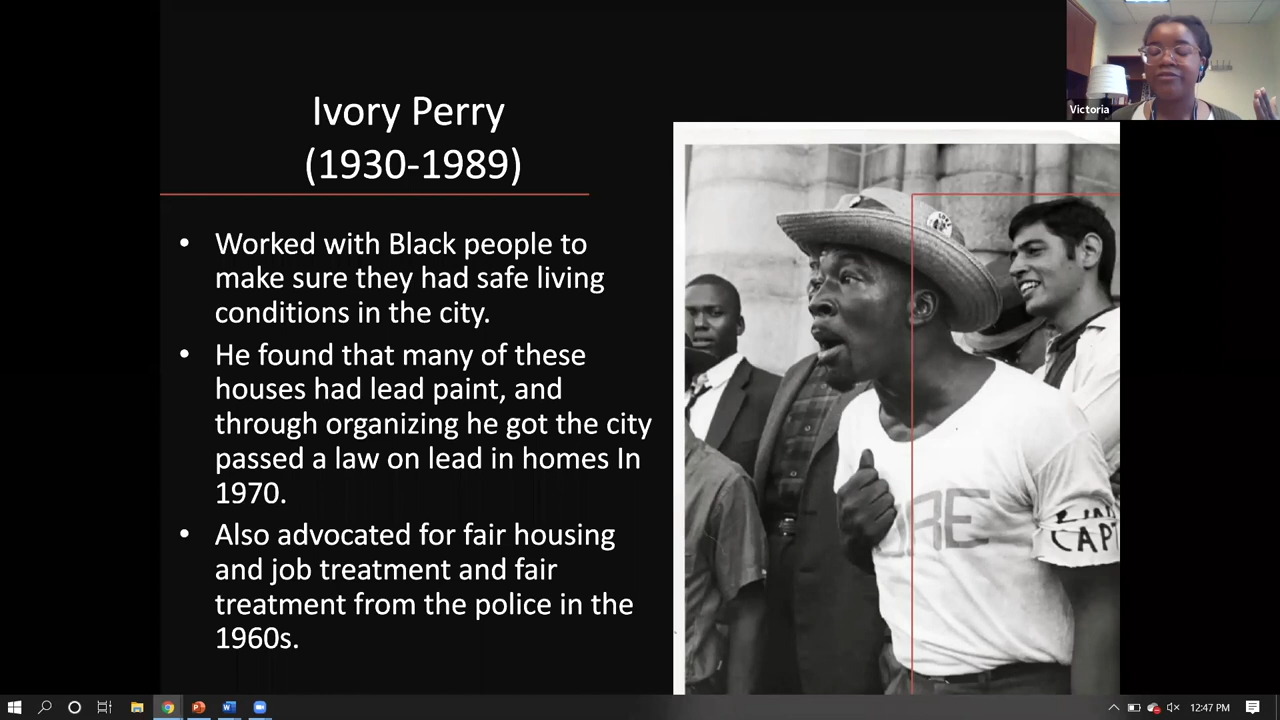 Ivory Perry
(1930-1989)
• Worked with Black people to
make sure they had safe living
conditions in the city.
• He found that many of these
houses had lead paint, and
through organizing he got the city
passed a law on lead in homes In
1970.
• Also advocated for fair housing
and job treatment and fair
treatment from the police in the
1960s.
Victoria
12:47 PM